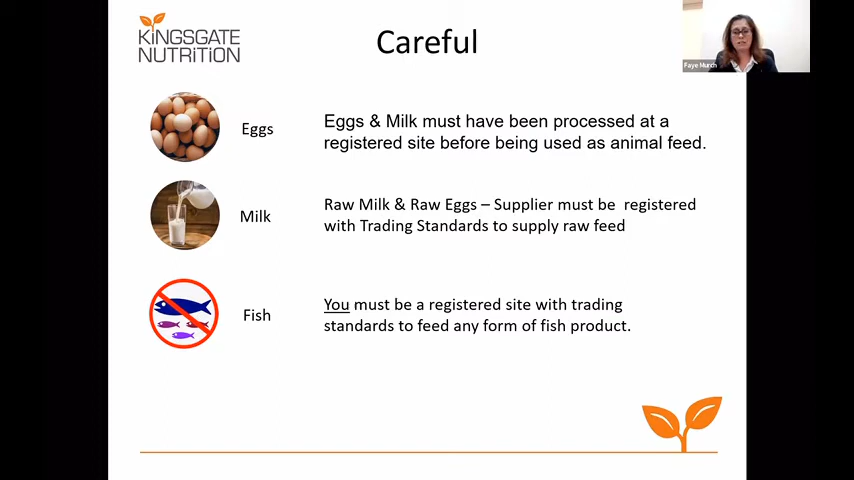 KiNGSGATE
NUTRiTiON
Careful
Faye Munch
Eggs
Eggs & Milk must have been processed at a
registered site before being used as animal feed.
Milk
Raw Milk & Raw Eggs – Supplier must be  registered
with Trading Standards to supply raw feed
Fish
You must be a registered site with trading
standards to feed any form of fish product.